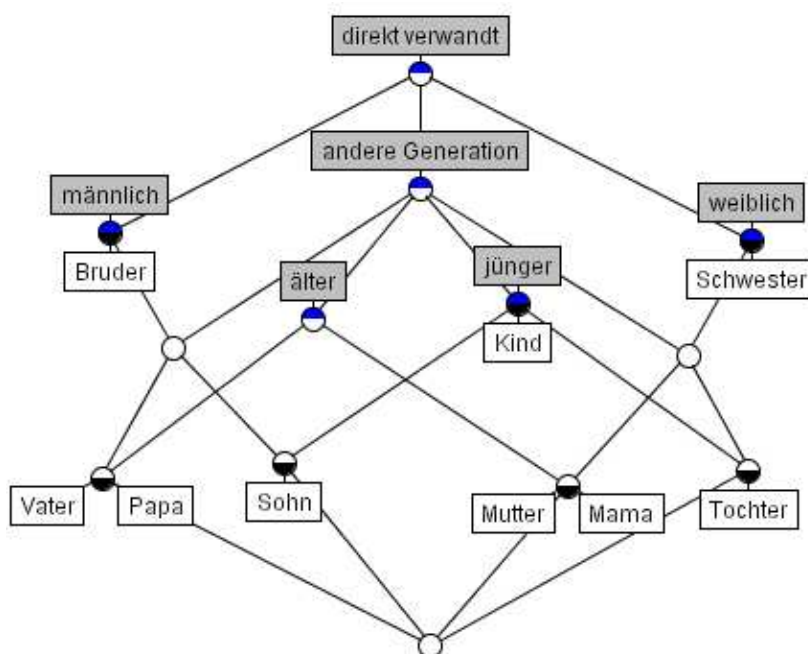 direkt verwandt
andere Generation
männlich
weiblich
Bruder
älter
jünger
Schwester
Kind
Vater
Papa
Sohn
Mutter
Mama
Tochter